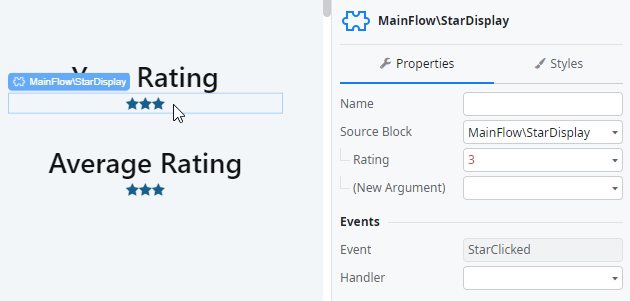 MainFlow\StarDisplay
Rating
Average Rating
MainFlow\StarDisplay
Properties
Styles
Name
Source Block
MainFlow\StarDisplay
Rating
3
(New Argument)
Events
Event
StarClicked
Handler